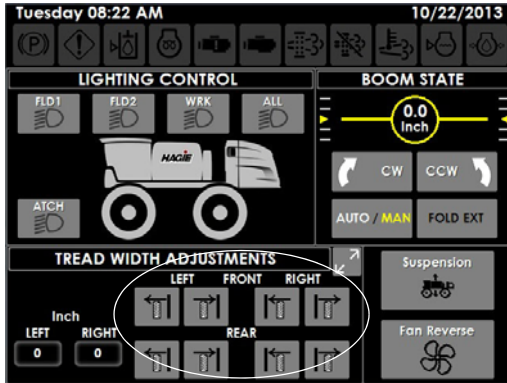 Tuesday 08:22 AM 10/22/2013
(P)
LIGHTING CONTROL
FLD1 FLD2 WRK ALL
HAGIE
ATCH
BOOM STATE
0.0
Inch
CW CCW
AUTO / MAN FOLD EXT
TREAD WIDTH ADJUSTMENTS
LEFT FRONT RIGHT
Inch
LEFT RIGHT
REAR
0 0
Suspension
Fan Reverse